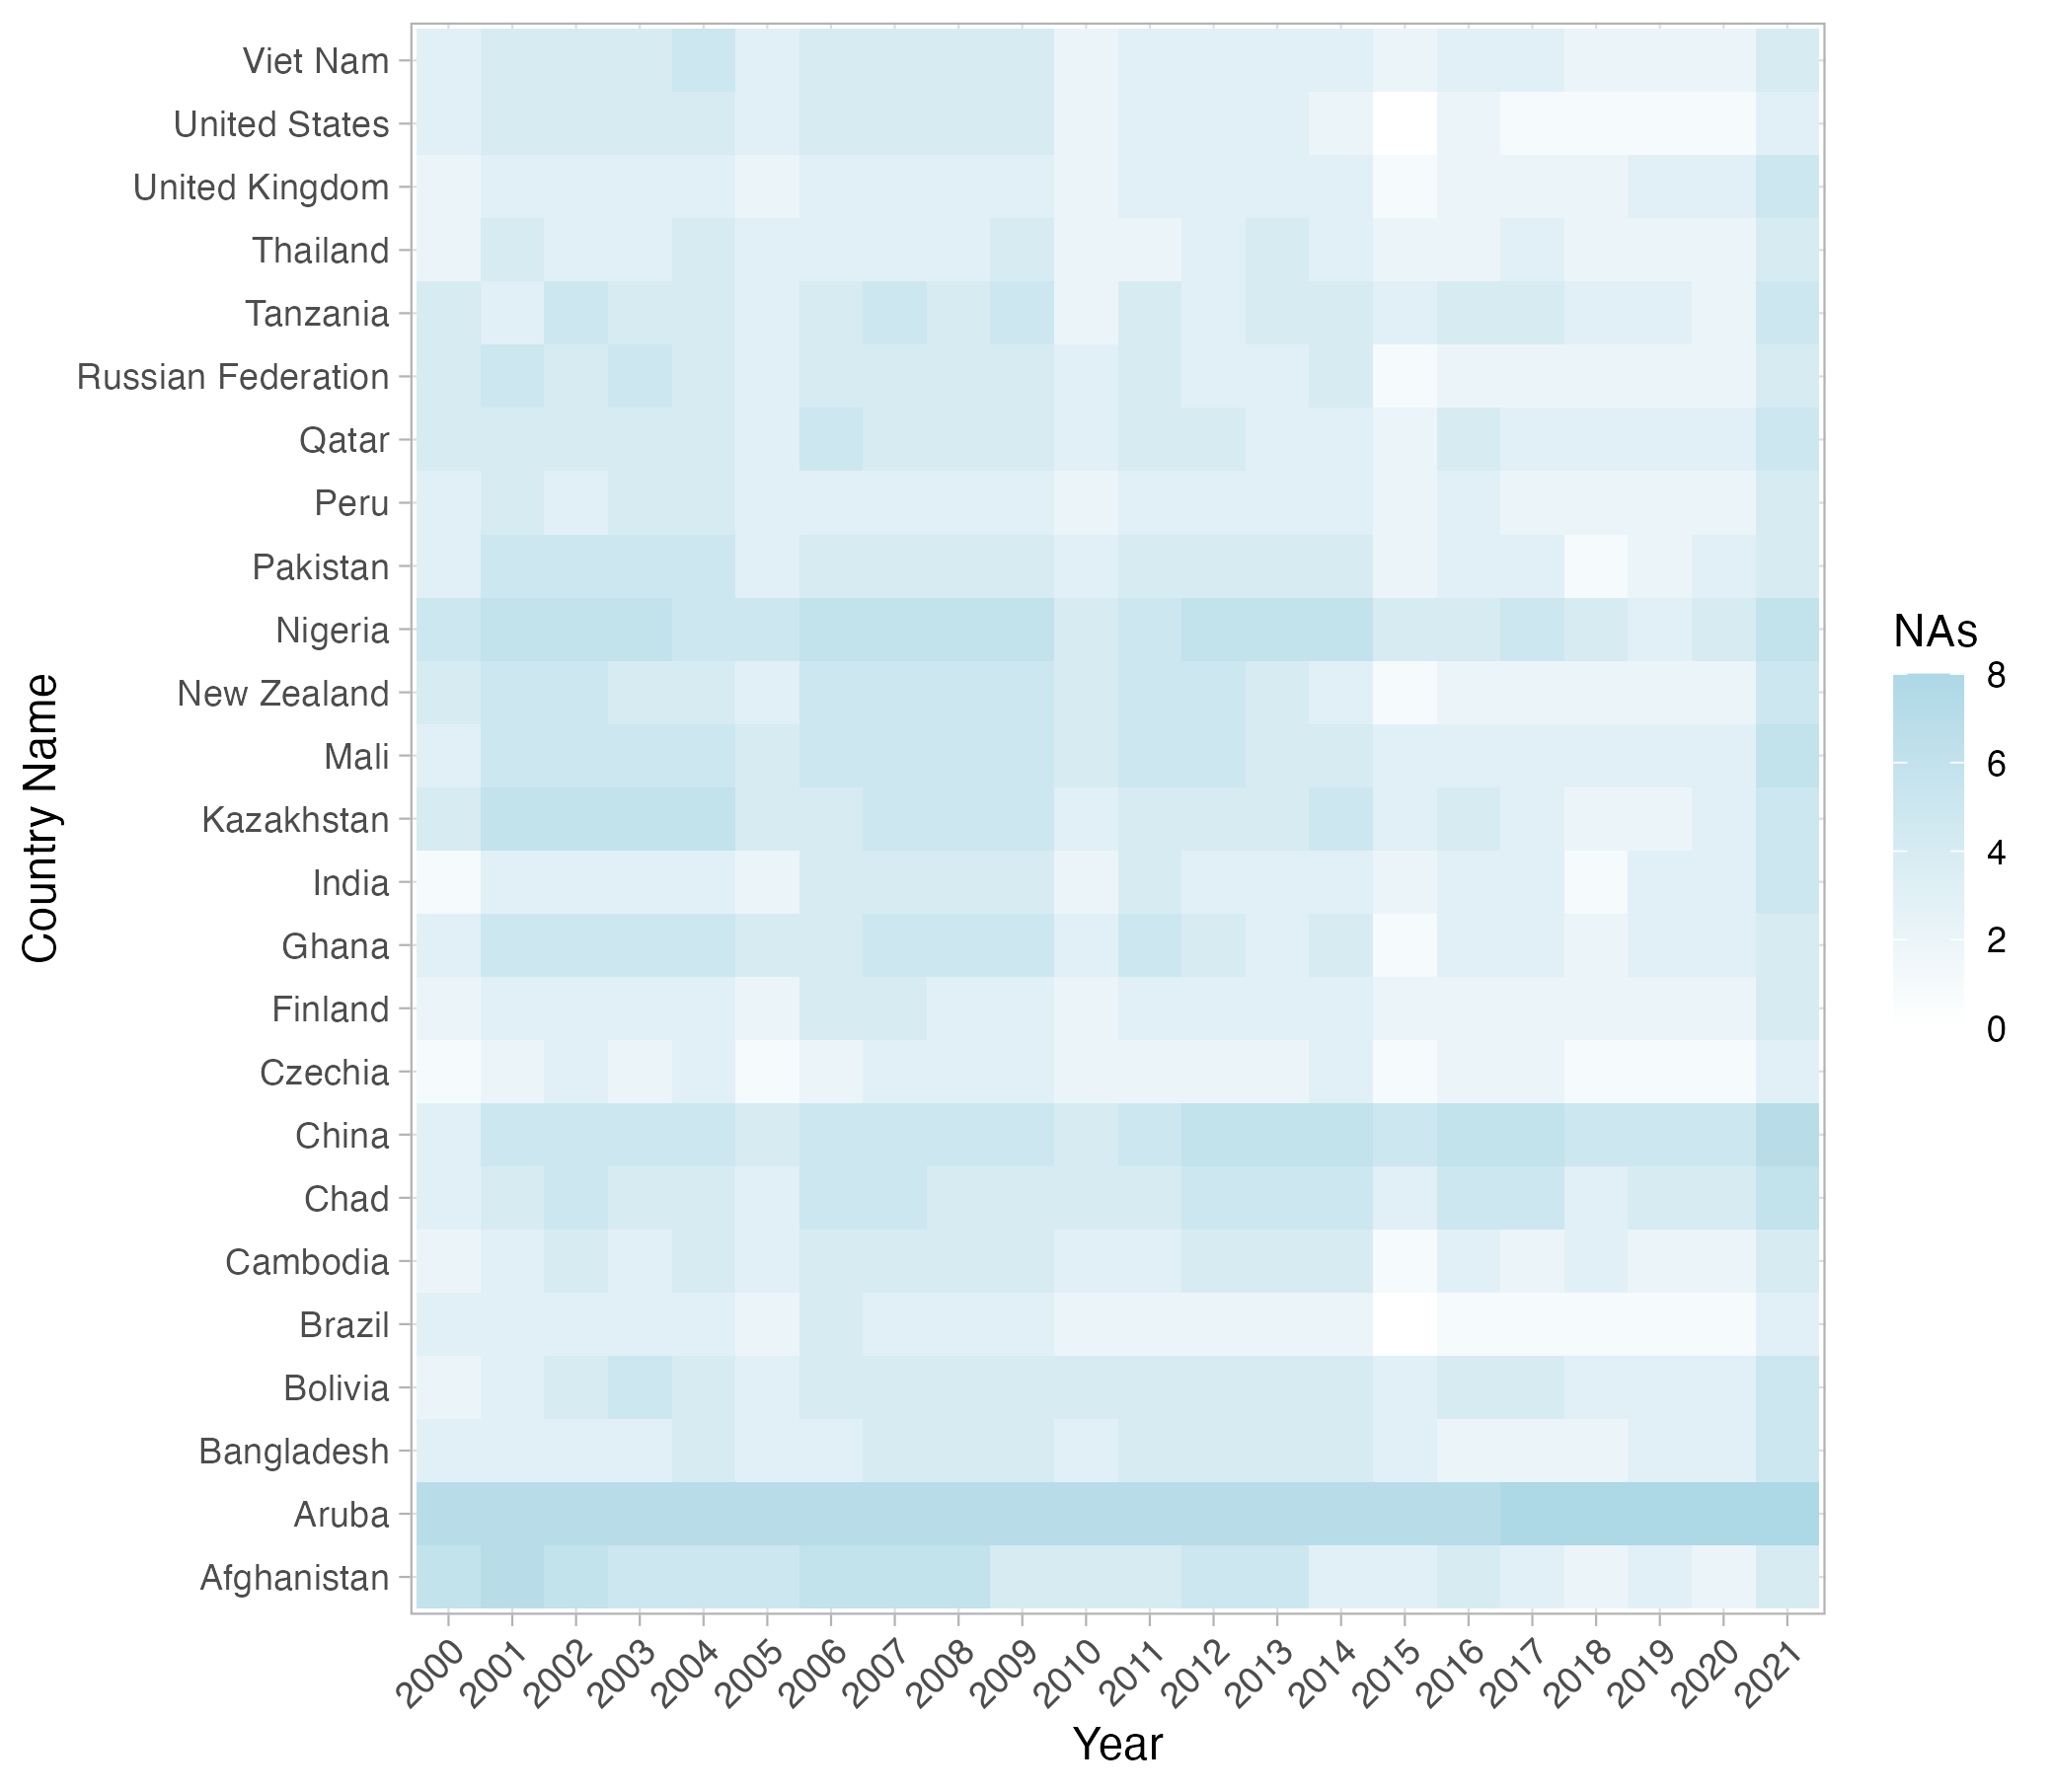 Viet Nam
United States
United Kingdom
Thailand
Tanzania
Russian Federation
Qatar
Peru
Pakistan
Nigeria
New Zealand
Mali
Kazakhstan
India
Ghana
Finland
Czechia
China
Chad
Cambodia
Brazil
Bolivia
Bangladesh
Aruba
Afghanistan
Country Name
2000 2001 2002 2003 2004 2005 2006 2007 2008 2009 2010 2011 2012 2013 2014 2015 2016 2017 2018 2019 2020 2021
Year
NAs
8
6
4
2
0